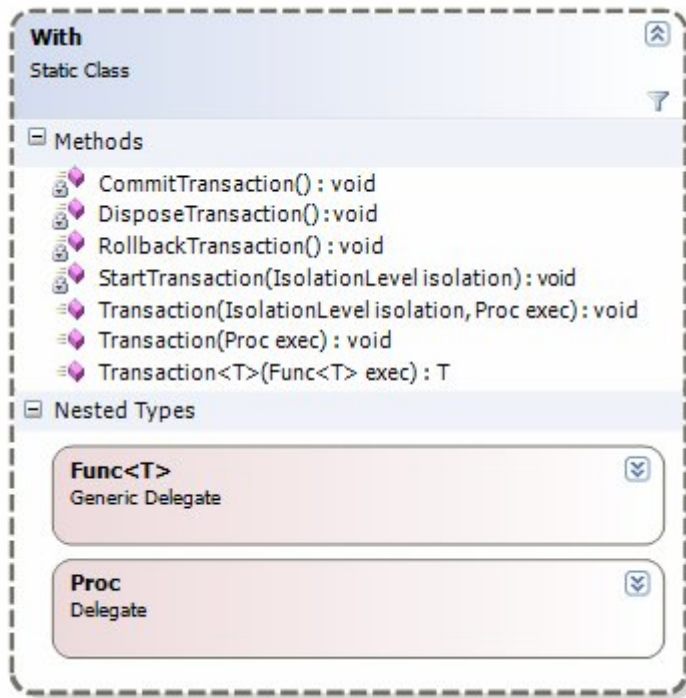 With
Static Class
Methods
CommitTransaction() : void
DisposeTransaction() : void
RollbackTransaction() : void
StartTransaction(IsolationLevel isolation) : void
Transaction(IsolationLevel isolation, Proc exec) : void
Transaction(Proc exec) : void
Transaction<T>(Func<T> exec) : T
Nested Types
Func<T>
Generic Delegate
Proc
Delegate